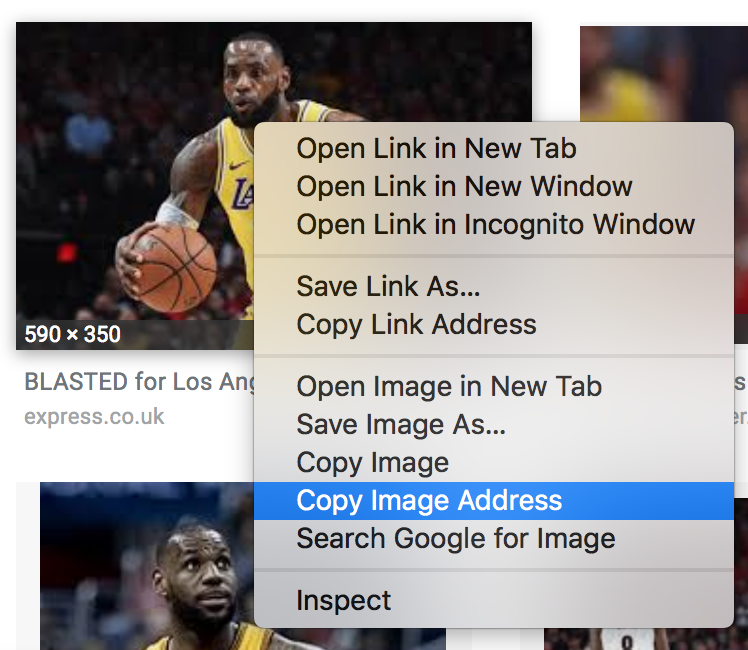 590 × 350
BLASTED for Los
express.co.uk
Open Link in New Tab
Open Link in New Window
Open Link in Incognito Window
Save Link As...
Copy Link Address
Open Image in New Tab
Save Image As...
Copy Image
Copy Image Address
Search Google for Image
Inspect
0